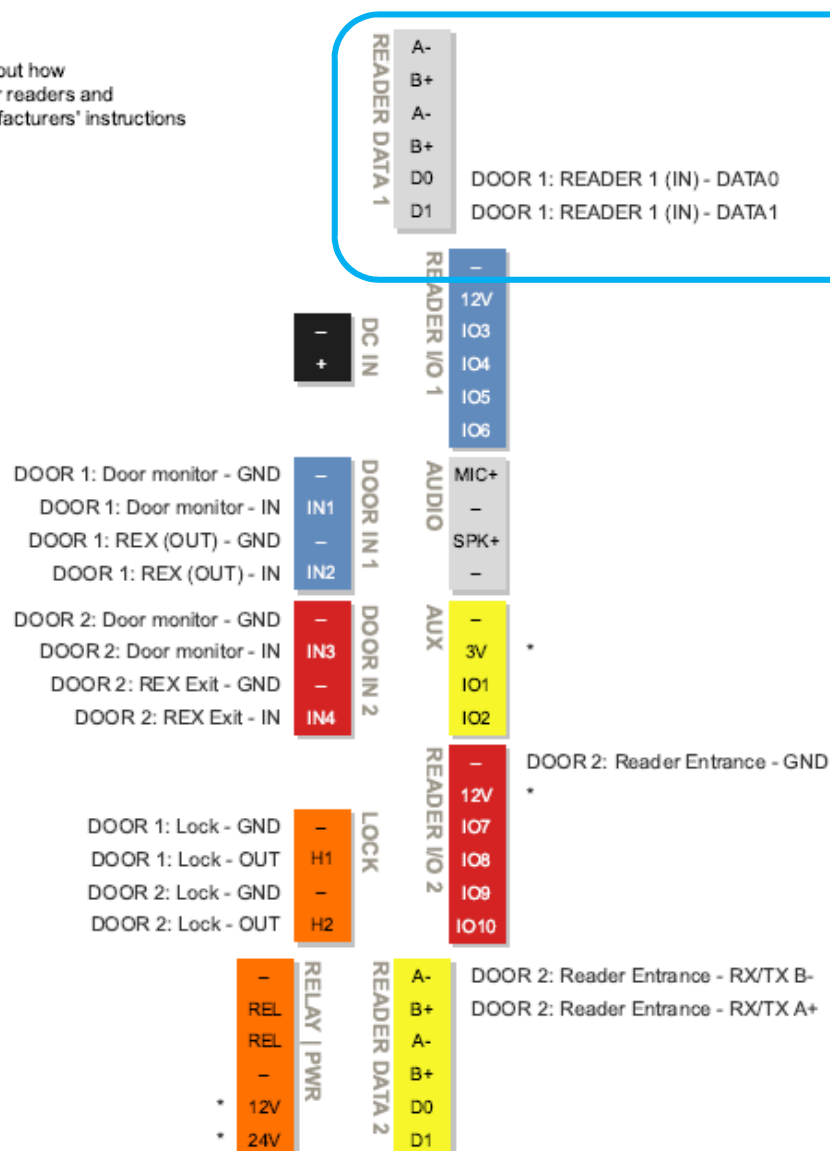 out how
readers and
facturers' instructions
READER DATA 1
A-
B+
A-
B+
D0 DOOR 1: READER 1 (IN) - DATA0
D1 DOOR 1: READER 1 (IN) - DATA1
READER I/O 1
–
12V
IO3
IO4
IO5
IO6
–
+
DC IN
AUDIO
MIC+
–
SPK+
–
DOOR 1: Door monitor - GND –
DOOR 1: Door monitor - IN IN1
DOOR 1: REX (OUT) - GND –
DOOR 1: REX (OUT) - IN IN2
DOOR IN 1
DOOR 2: Door monitor - GND –
DOOR 2: Door monitor - IN IN3
DOOR 2: REX Exit - GND –
DOOR 2: REX Exit - IN IN4
DOOR IN 2
AUX
–
3V *
IO1
IO2
READER I/O 2
– DOOR 2: Reader Entrance - GND
12V *
IO7
IO8
IO9
IO10
DOOR 1: Lock - GND –
DOOR 1: Lock - OUT H1
DOOR 2: Lock - GND –
DOOR 2: Lock - OUT H2
LOCK
–
REL
REL
–
* 12V
* 24V
RELAY | PWR
READER DATA 2
A- DOOR 2: Reader Entrance - RX/TX B-
B+ DOOR 2: Reader Entrance - RX/TX A+
A-
B+
D0
D1